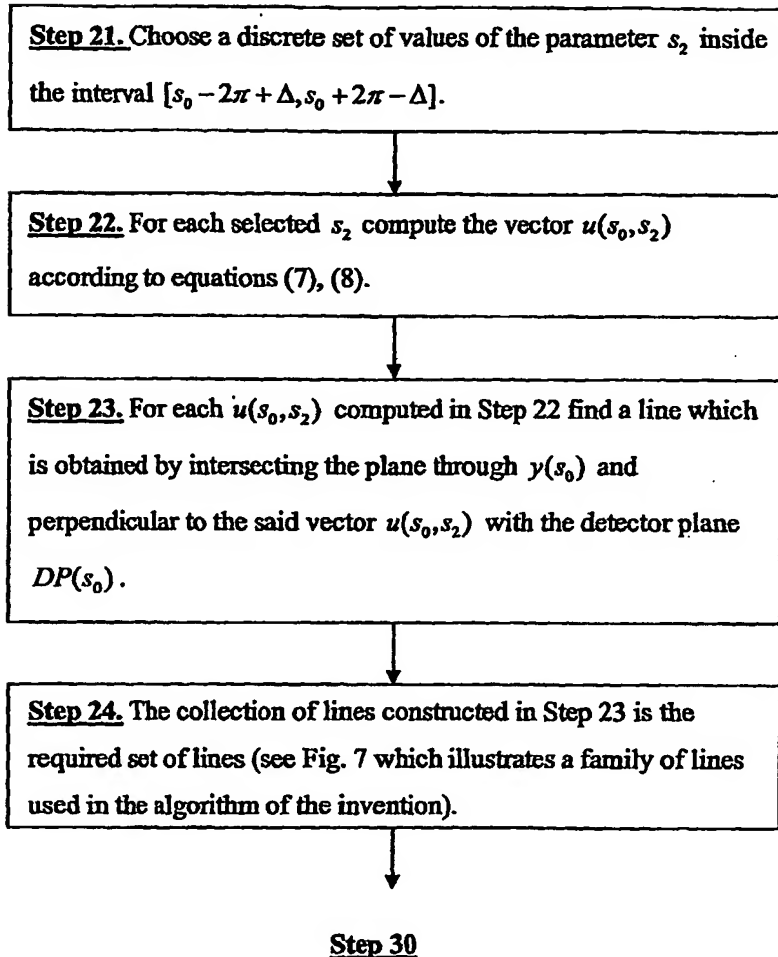 Step 21. Choose a discrete set of values of the parameter s₂ inside
the interval [s₀ − 2π + Δ, s₀ + 2π − Δ].
Step 22. For each selected s₂ compute the vector u(s₀,s₂)
according to equations (7), (8).
Step 23. For each u(s₀,s₂) computed in Step 22 find a line which
is obtained by intersecting the plane through y(s₀) and
perpendicular to the said vector u(s₀,s₂) with the detector plane
DP(s₀).
Step 24. The collection of lines constructed in Step 23 is the
required set of lines (see Fig. 7 which illustrates a family of lines
used in the algorithm of the invention).
Step 30